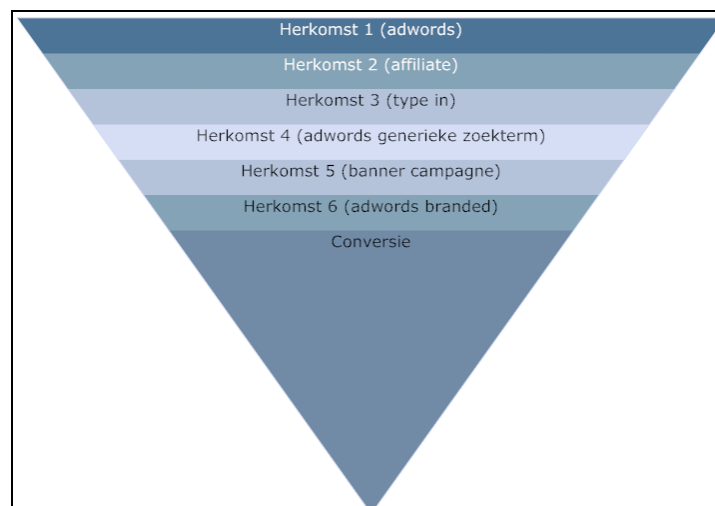 Herkomst 1 (adwords)
Herkomst 2 (affiliate)
Herkomst 3 (type in)
Herkomst 4 (adwords generieke zoekterm)
Herkomst 5 (banner campagne)
Herkomst 6 (adwords branded)
Conversie